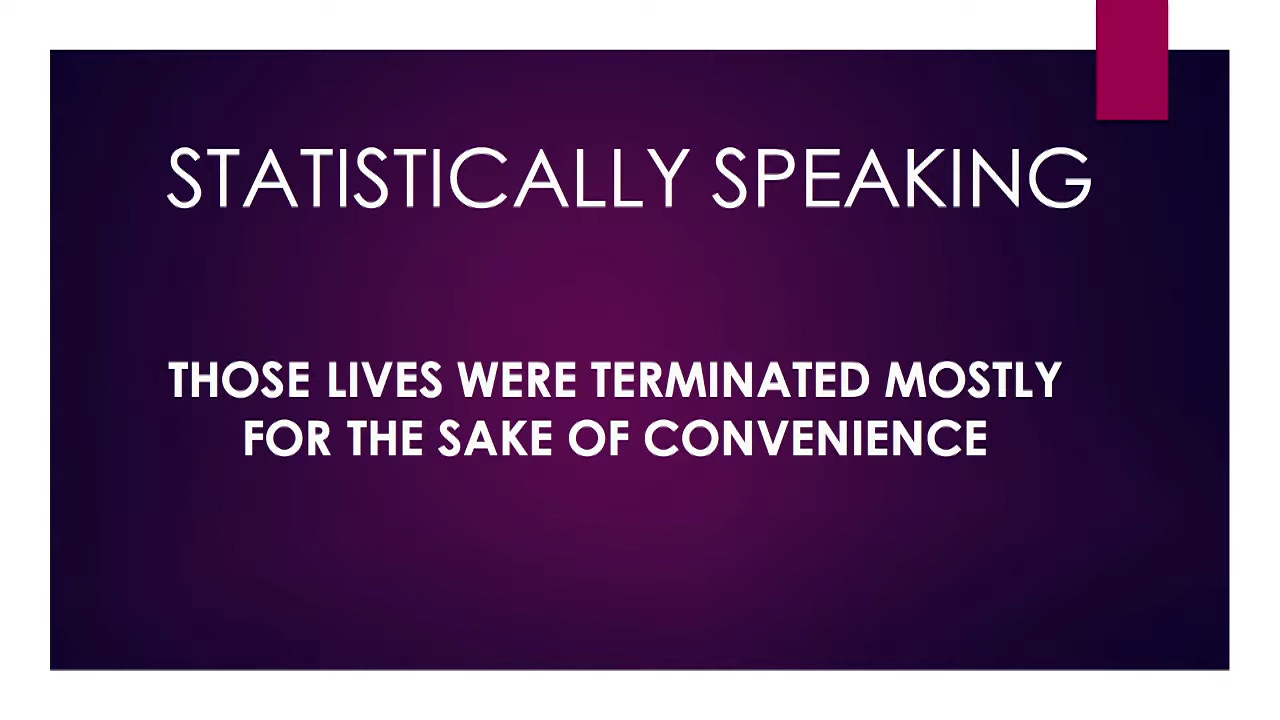 STATISTICALLY SPEAKING
THOSE LIVES WERE TERMINATED MOSTLY
FOR THE SAKE OF CONVENIENCE